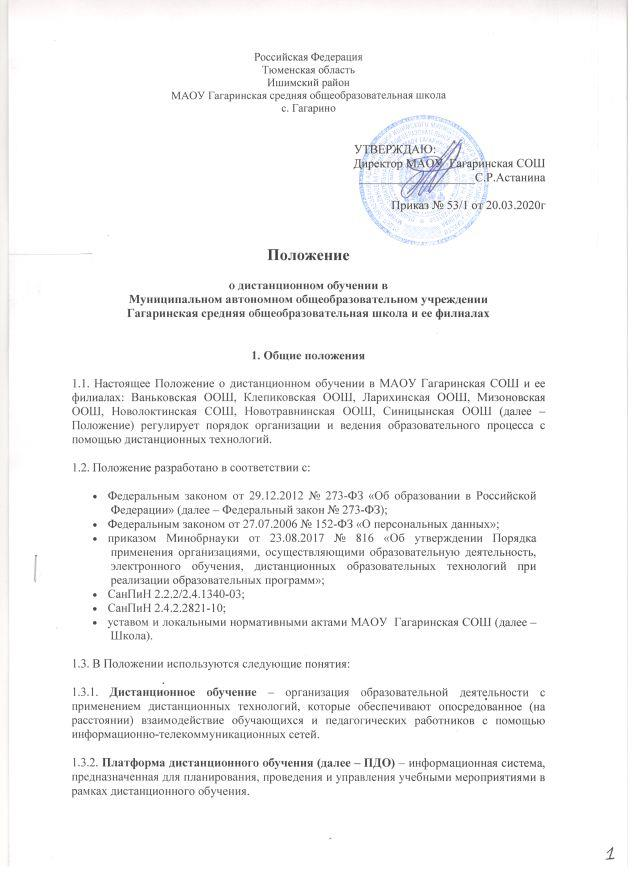 Российская Федерация
Тюменская область
Ишимский район
МАОУ Гагаринская средняя общеобразовательная школа
с. Гагарино
УТВЕРЖДАЮ:
Директор МАОУ Гагаринская СОШ
___________________С.Р.Астанина
Приказ № 53/1 от 20.03.2020г
Положение
о дистанционном обучении в
Муниципальном автономном общеобразовательном учреждении
Гагаринская средняя общеобразовательная школа и ее филиалах
1. Общие положения
1.1. Настоящее Положение о дистанционном обучении в МАОУ Гагаринская СОШ и ее
филиалах: Ваньковская ООШ, Клепиковская ООШ, Ларихинская ООШ, Мизоновская
ООШ, Новолоктинская СОШ, Новотравнинская ООШ, Синицынская ООШ (далее –
Положение) регулирует порядок организации и ведения образовательного процесса с
помощью дистанционных технологий.
1.2. Положение разработано в соответствии с:
• Федеральным законом от 29.12.2012 № 273-ФЗ «Об образовании в Российской
Федерации» (далее – Федеральный закон № 273-ФЗ);
• Федеральным законом от 27.07.2006 № 152-ФЗ «О персональных данных»;
• приказом Минобрнауки от 23.08.2017 № 816 «Об утверждении Порядка
применения организациями, осуществляющими образовательную деятельность,
электронного обучения, дистанционных образовательных технологий при
реализации образовательных программ»;
• СанПиН 2.2.2/2.4.1340-03;
• СанПиН 2.4.2.2821-10;
• уставом и локальными нормативными актами МАОУ Гагаринская СОШ (далее –
Школа).
1.3. В Положении используются следующие понятия:
1.3.1. Дистанционное обучение – организация образовательной деятельности с
применением дистанционных технологий, которые обеспечивают опосредованное (на
расстоянии) взаимодействие обучающихся и педагогических работников с помощью
информационно-телекоммуникационных сетей.
1.3.2. Платформа дистанционного обучения (далее – ПДО) – информационная система,
предназначенная для планирования, проведения и управления учебными мероприятиями в
рамках дистанционного обучения.
1